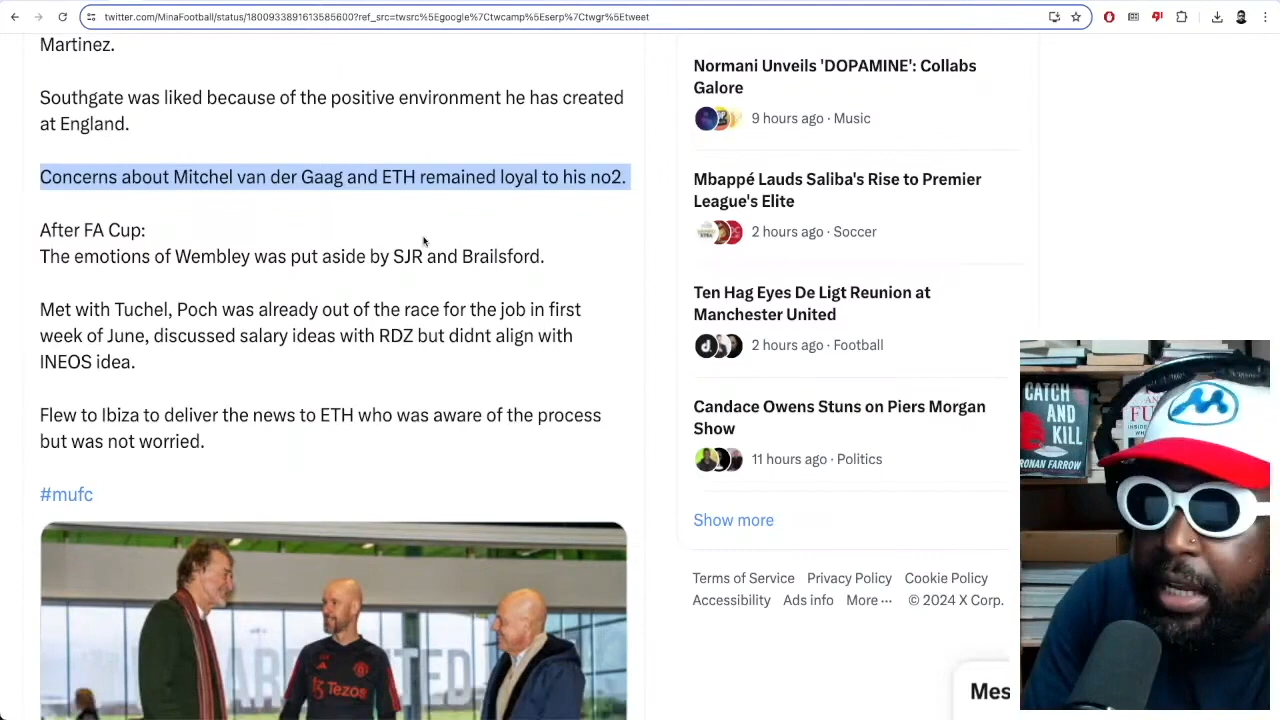 twitter.com/MinaFootball/status/1800933891613585600?ref_src=twsrc%5Egoogle%7Ctwcamp%5Eserp%7Ctwgr%5Etweet
Martinez.
Southgate was liked because of the positive environment he has created
at England.
Concerns about Mitchel van der Gaag and ETH remained loyal to his no2.
After FA Cup:
The emotions of Wembley was put aside by SJR and Brailsford.
Met with Tuchel, Poch was already out of the race for the job in first
week of June, discussed salary ideas with RDZ but didnt align with
INEOS idea.
Flew to Ibiza to deliver the news to ETH who was aware of the process
but was not worried.
#mufc
TEZOS
Normani Unveils 'DOPAMINE': Collabs
Galore
9 hours ago · Music
Mbappé Lauds Saliba's Rise to Premier
League's Elite
2 hours ago · Soccer
Ten Hag Eyes De Ligt Reunion at
Manchester United
2 hours ago · Football
Candace Owens Stuns on Piers Morgan
Show
11 hours ago · Politics
Show more
Terms of Service Privacy Policy Cookie Policy
Accessibility Ads info More ··· © 2024 X Corp.
Mes
CATCH
AND
KILL
RONAN FARROW